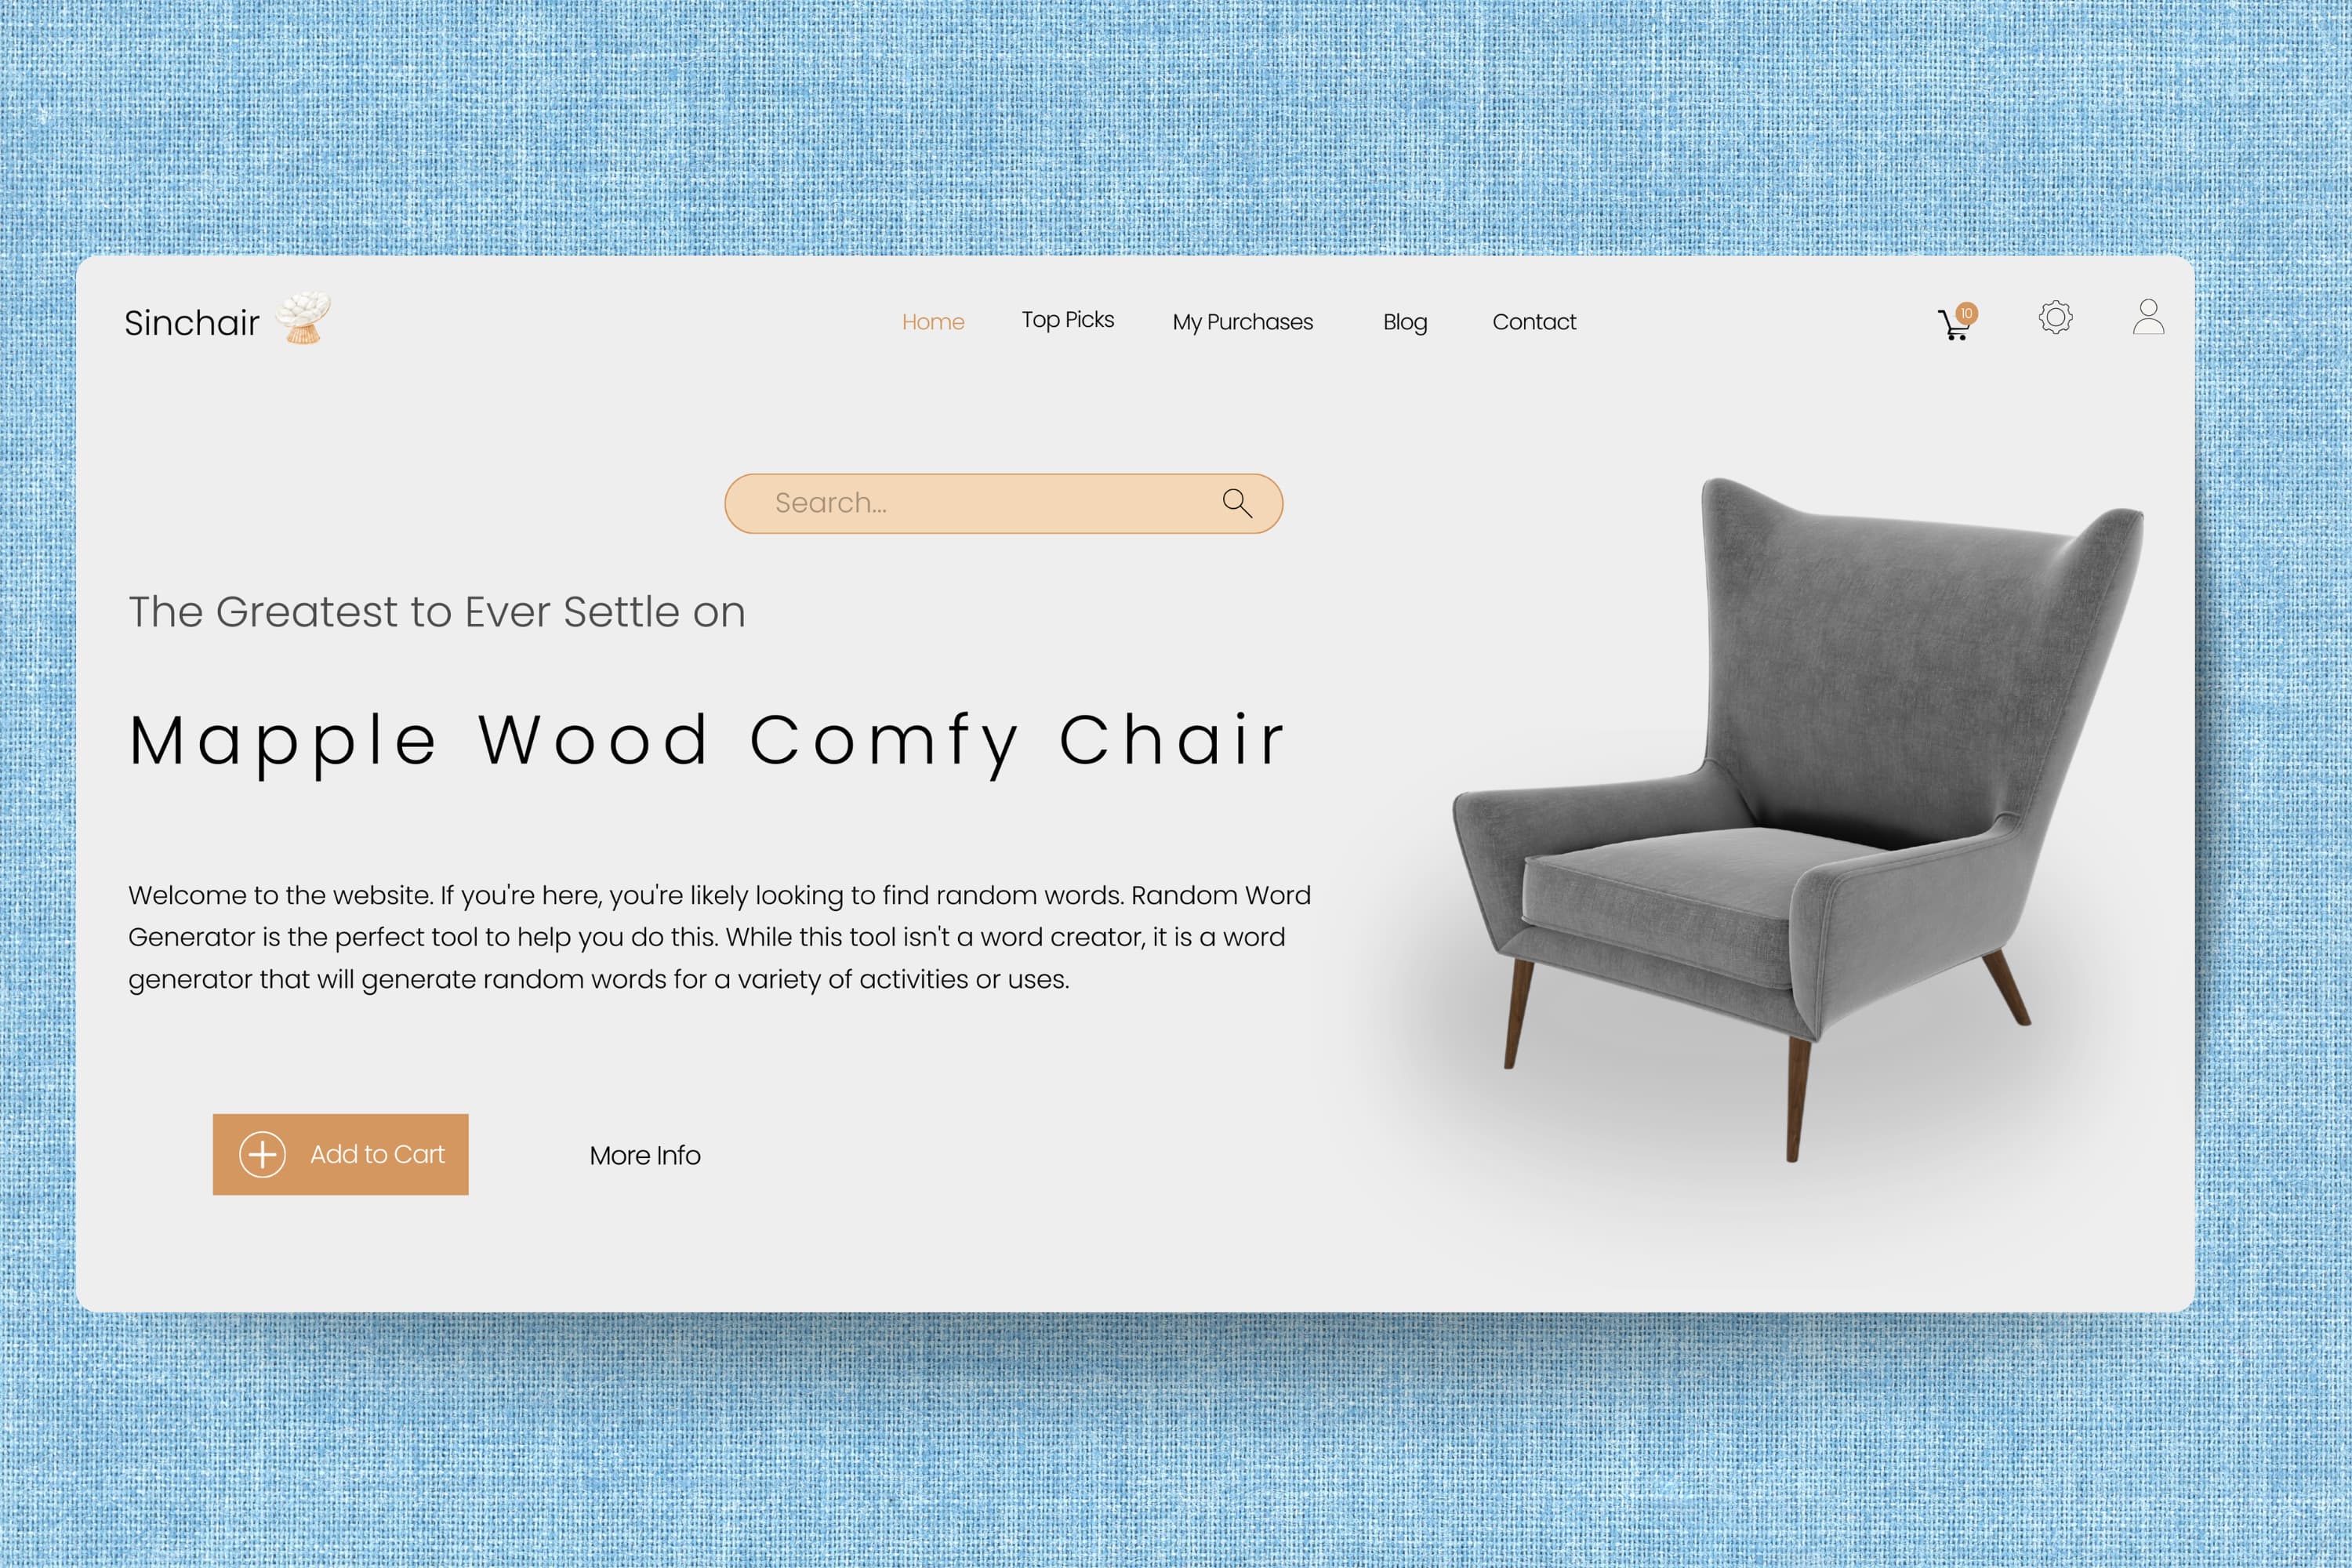 Sinchair
Home
Top Picks
My Purchases
Blog
Contact
10
Search...
The Greatest to Ever Settle on
Mapple Wood Comfy Chair
Welcome to the website. If you're here, you're likely looking to find random words. Random Word
Generator is the perfect tool to help you do this. While this tool isn't a word creator, it is a word
generator that will generate random words for a variety of activities or uses.
Add to Cart
More Info